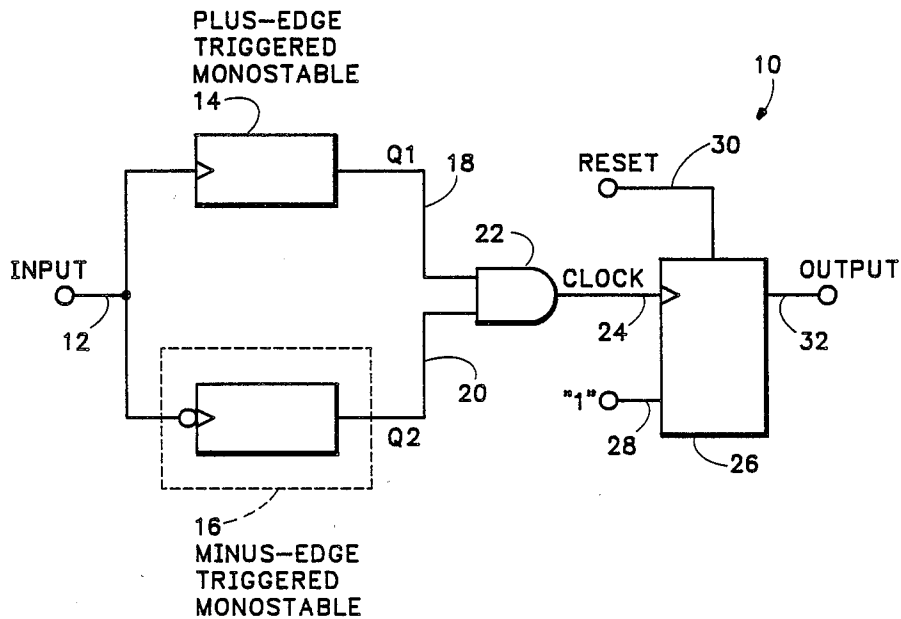 PLUS-EDGE
TRIGGERED
MONOSTABLE
14
10
Q1
18
RESET
30
22
INPUT
CLOCK
OUTPUT
12
24
32
20
"1"
28
Q2
26
16
MINUS-EDGE
TRIGGERED
MONOSTABLE